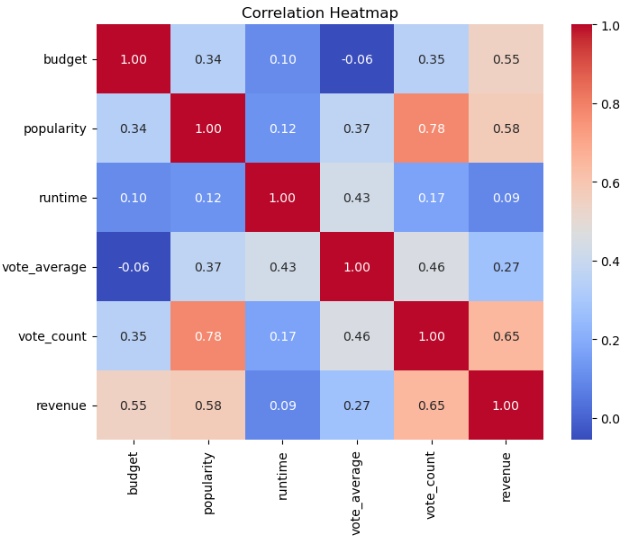 Correlation Heatmap
budget 1.00 0.34 0.10 -0.06 0.35 0.55
popularity 0.34 1.00 0.12 0.37 0.78 0.58
runtime 0.10 0.12 1.00 0.43 0.17 0.09
vote_average -0.06 0.37 0.43 1.00 0.46 0.27
vote_count 0.35 0.78 0.17 0.46 1.00 0.65
revenue 0.55 0.58 0.09 0.27 0.65 1.00
budget popularity runtime vote_average vote_count revenue
1.0
0.8
0.6
0.4
0.2
0.0